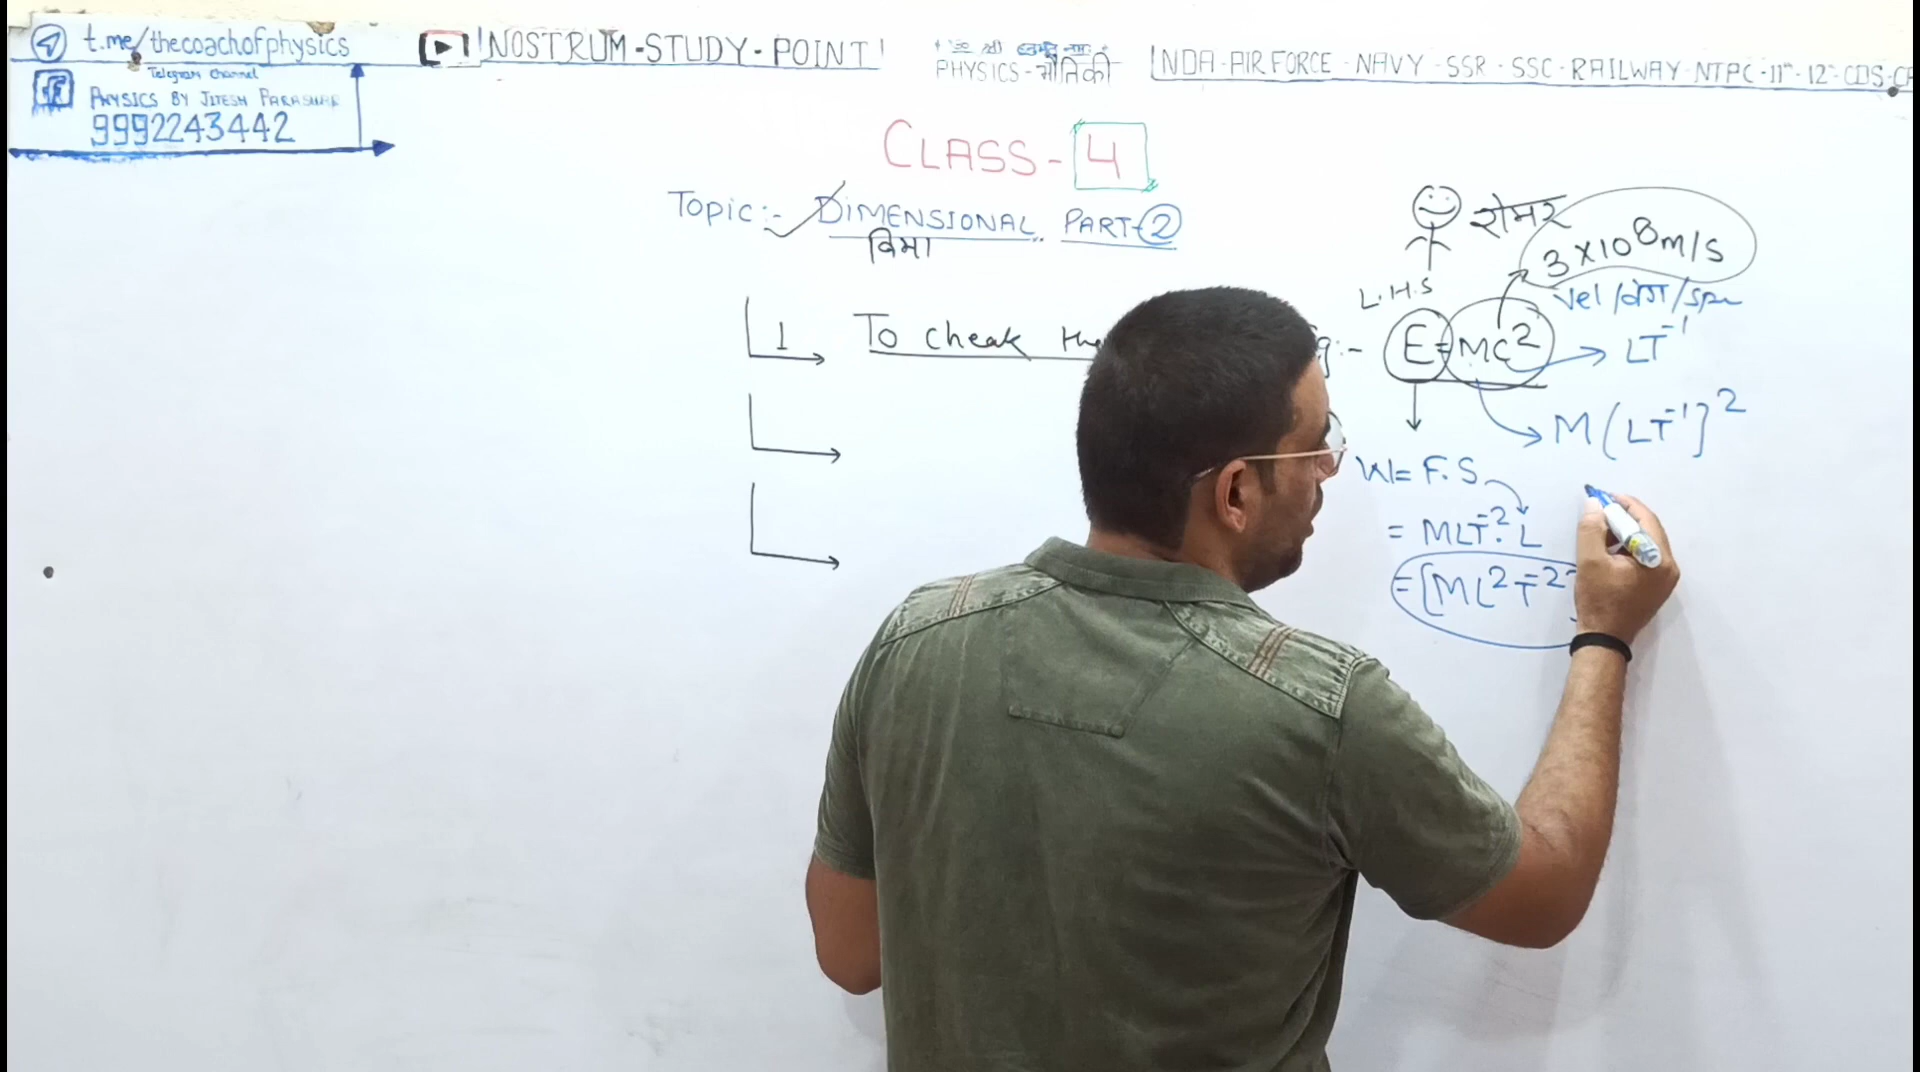 t.me/thecoachofphysics
Telegram Channel
PHYSICS BY JITESH PARASHAR
9992243442
NOSTRUM-STUDY-POINT
PHYSICS-भौतिकी
NDA-AIR FORCE-NAVY-SSR-SSC-RAILWAY-NTPC-11th-12th-CDS-
CLASS-4
Topic:- DIMENSIONAL PART-2
विमा
रोमर
3×10⁸m/s
Vel/वेग/
L.H.S
1 To cheak the
:- E=MC²
LT⁻¹
M(LT⁻¹)²
W=F.S
= MLT⁻².L
=[ML²T⁻²]